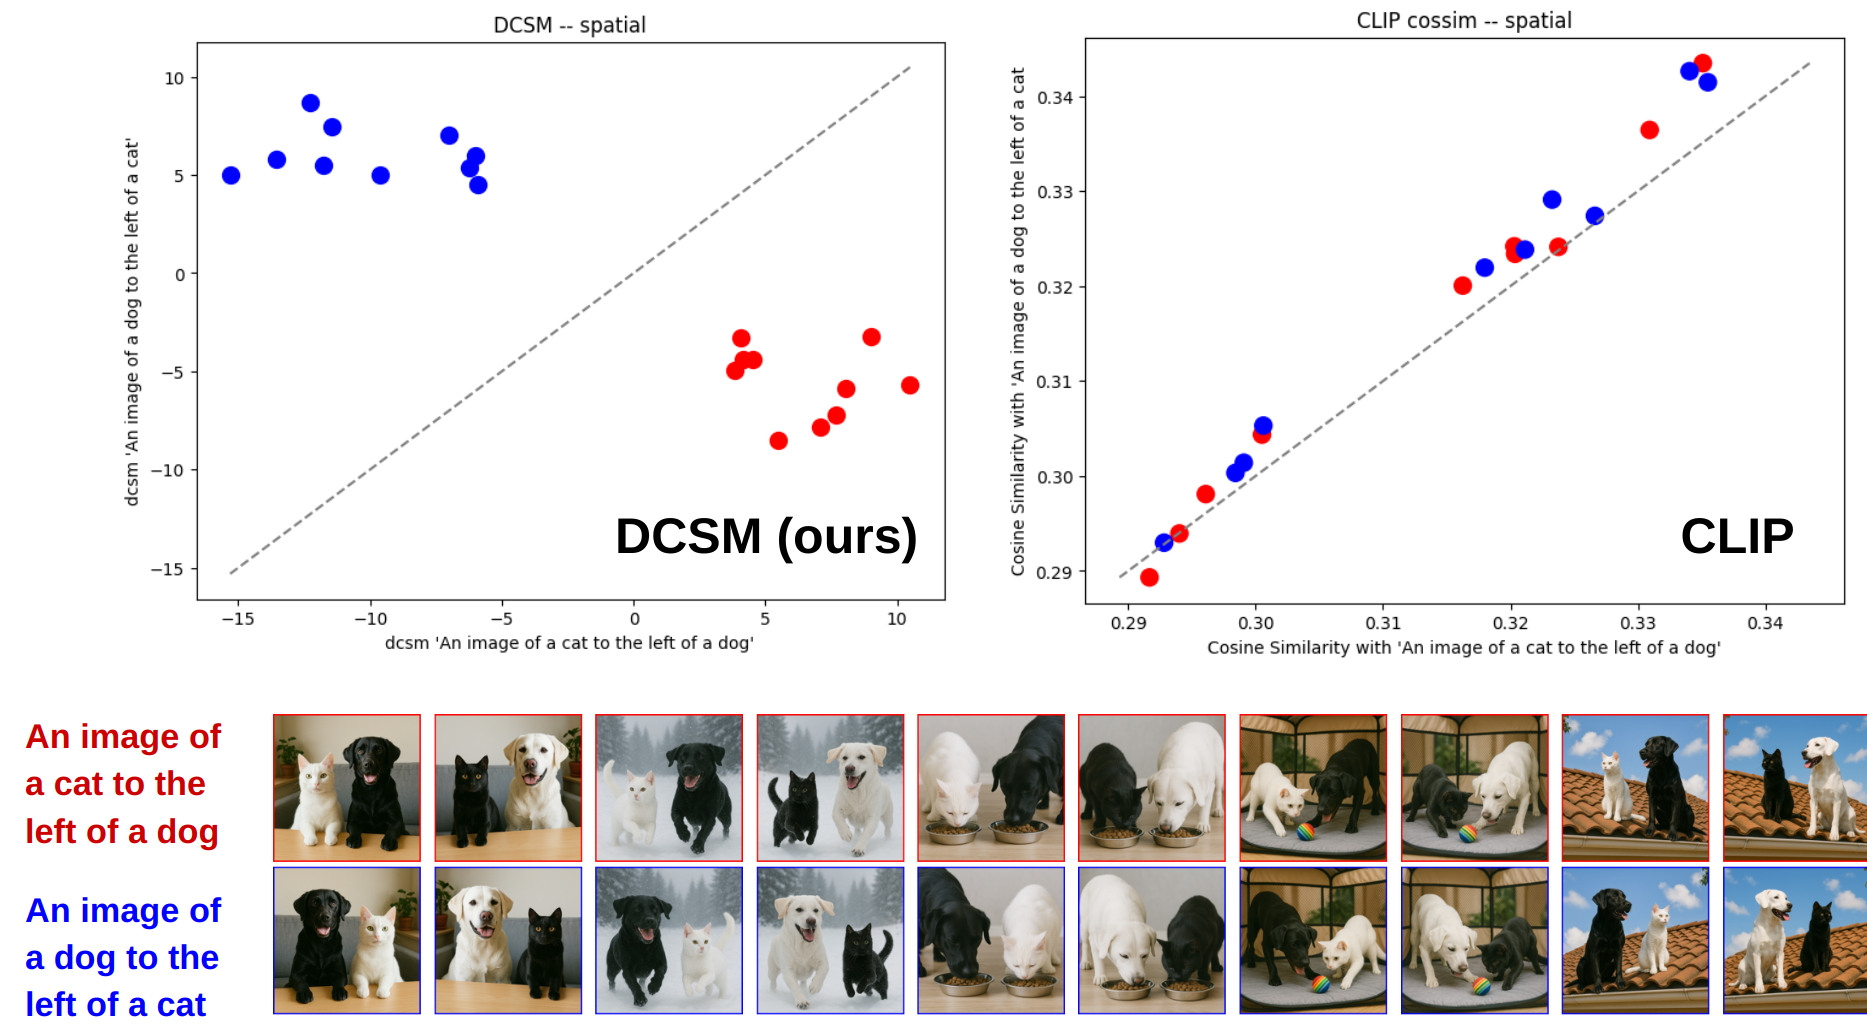 DCSM -- spatial
10
5
0
−5
−10
−15
dcsm 'An image of a dog to the left of a cat'
DCSM (ours)
−15
−10
−5
0
5
10
dcsm 'An image of a cat to the left of a dog'
CLIP cossim -- spatial
0.34
0.33
0.32
0.31
0.30
0.29
Cosine Similarity with 'An image of a dog to the left of a cat
CLIP
0.29
0.30
0.31
0.32
0.33
0.34
Cosine Similarity with 'An image of a cat to the left of a dog'
An image of
a cat to the
left of a dog
An image of
a dog to the
left of a cat